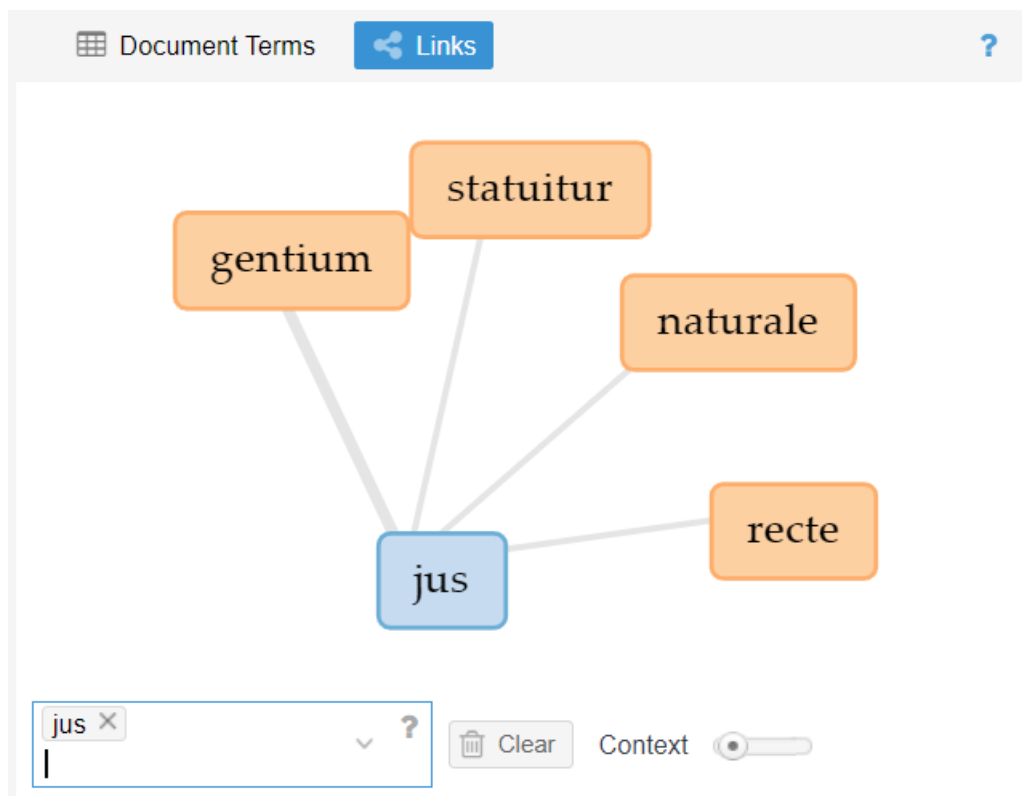 Document Terms Links ?
statuitur
gentium
naturale
recte
jus
jus ?
Clear Context